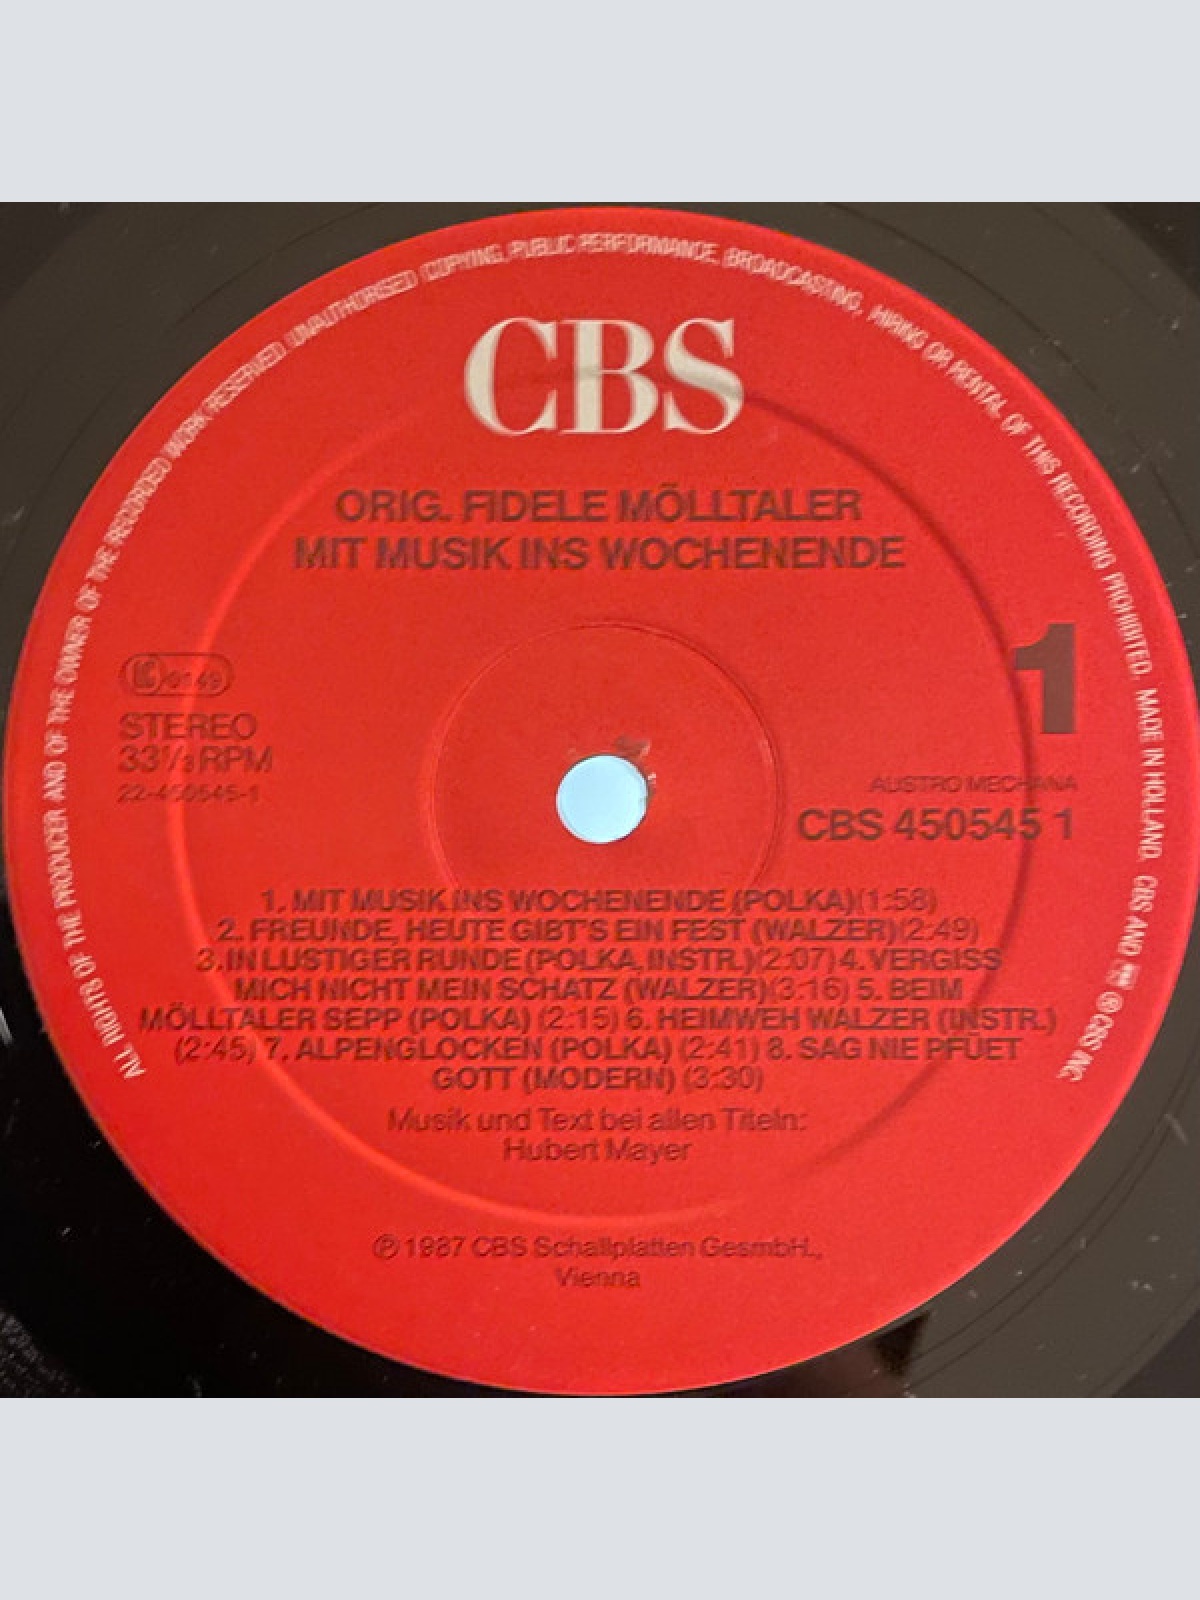 ALL RIGHTS OF THE PRODUCER AND OF THE OWNER OF THE RECORDED WORK RESERVED UNAUTHORISED COPYING, PUBLIC PERFORMANCE, BROADCASTING, HIRING OR RENTAL OF THIS RECORDING PROHIBITED. MADE IN HOLLAND. CBS AND ℗ CBS INC.
CBS
ORIG. FIDELE MÖLLTALER
MIT MUSIK INS WOCHENENDE
1
LC 0149
STEREO
33⅓ RPM
22-450545-1
AUSTRO MECHANA
CBS 450545 1
1. MIT MUSIK INS WOCHENENDE (POLKA)(1:58)
2. FREUNDE, HEUTE GIBT'S EIN FEST (WALZER)(2:49)
3. IN LUSTIGER RUNDE (POLKA, INSTR.)(2:07) 4. VERGISS
MICH NICHT MEIN SCHATZ (WALZER)(3:16) 5. BEIM
MÖLLTALER SEPP (POLKA) (2:15) 6. HEIMWEH WALZER (INSTR.)
(2:45) 7. ALPENGLOCKEN (POLKA) (2:41) 8. SAG NIE PFÜET
GOTT (MODERN) (3:30)
Musik und Text bei allen Titeln:
Hubert Mayer
℗ 1987 CBS Schallplatten GesmbH.,
Vienna